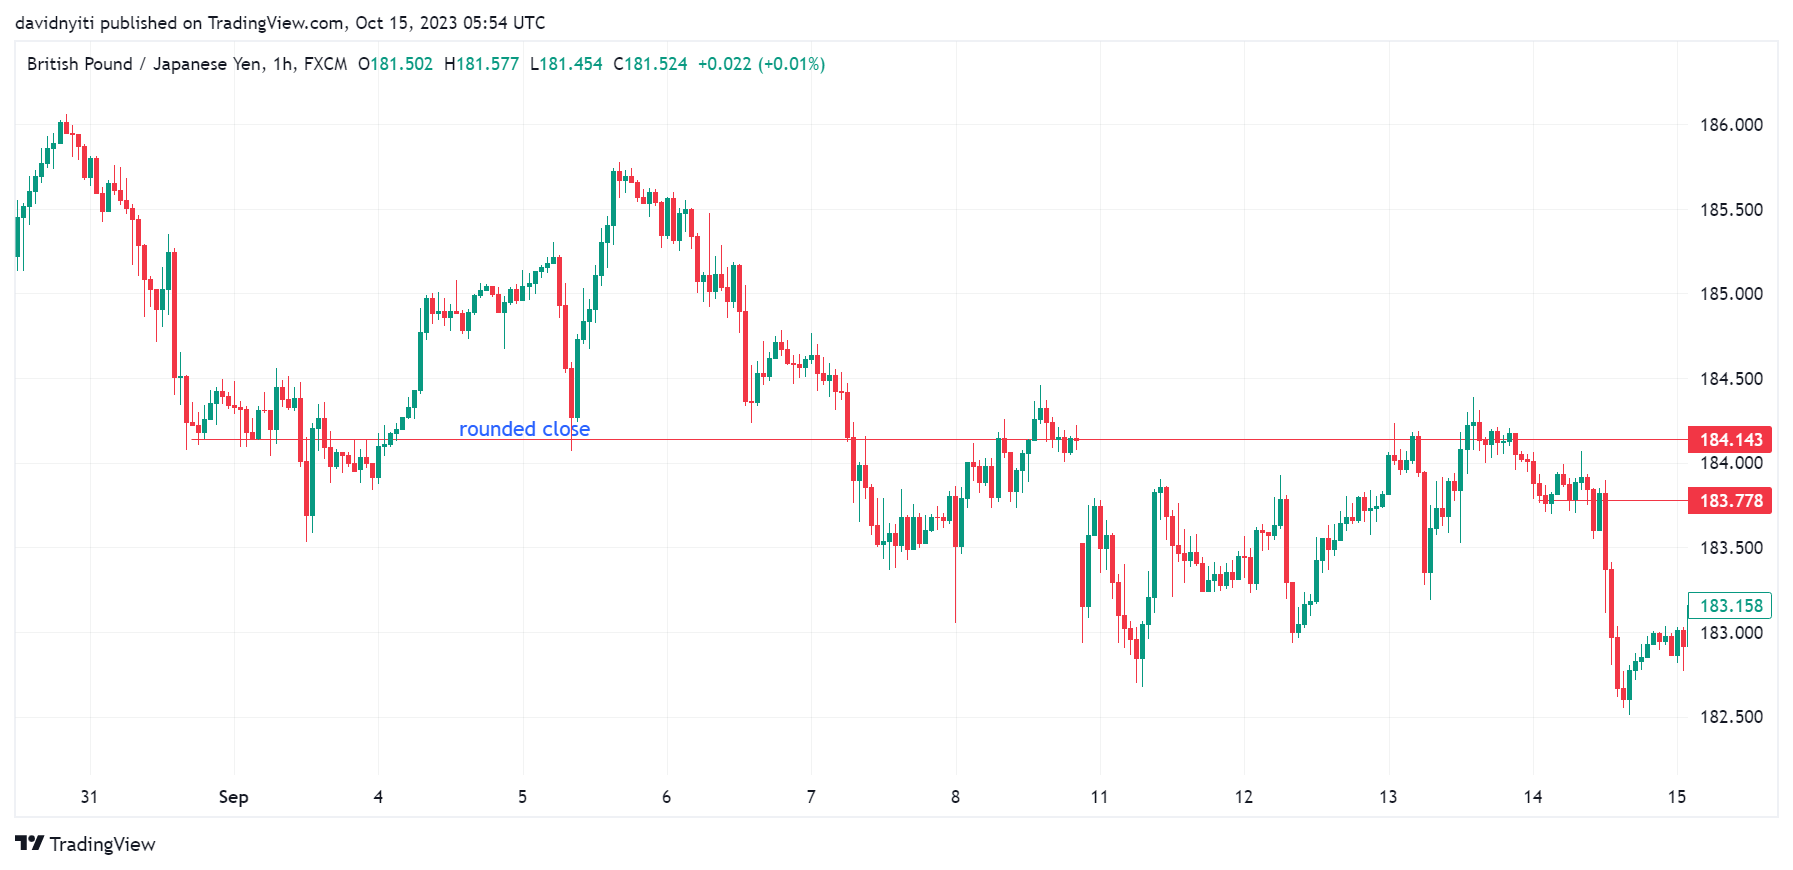 davidnyiti published on TradingView.com, Oct 15, 2023 05:54 UTC
British Pound / Japanese Yen, 1h, FXCM O181.502 H181.577 L181.454 C181.524 +0.022 (+0.01%)
186.000
185.500
185.000
184.500
rounded close
184.143
184.000
183.778
183.500
183.158
183.000
182.500
31 Sep 4 5 6 7 8 11 12 13 14 15
TradingView